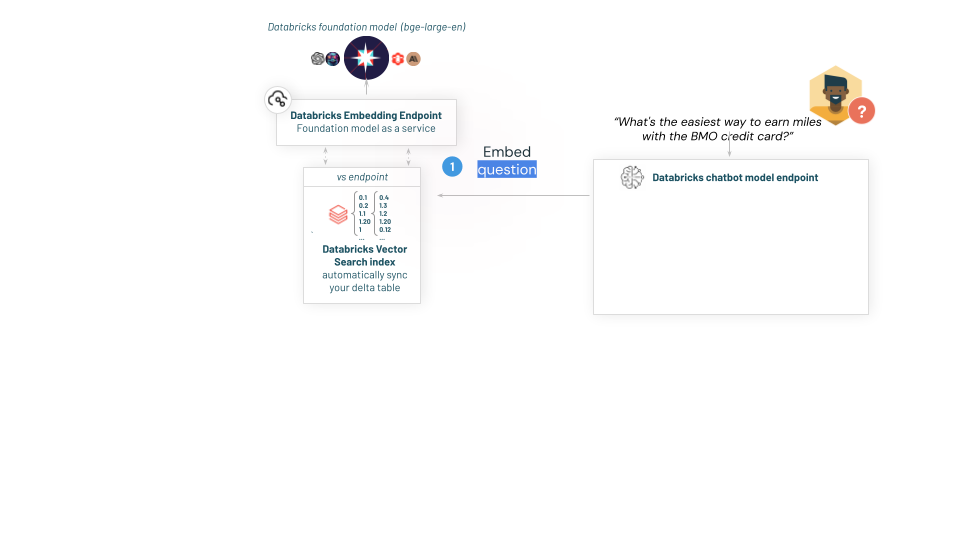 Databricks foundation model (bge-large-en)
Databricks Embedding Endpoint
Foundation model as a service
?
“What's the easiest way to earn miles
with the BMO credit card?”
1
Embed
question
vs endpoint
Databricks chatbot model endpoint
0.1 0.4
0.2 1.3
1.1 1.2
1.20 1.20
1 0.12
... ...
Databricks Vector
Search index
automatically sync
your delta table